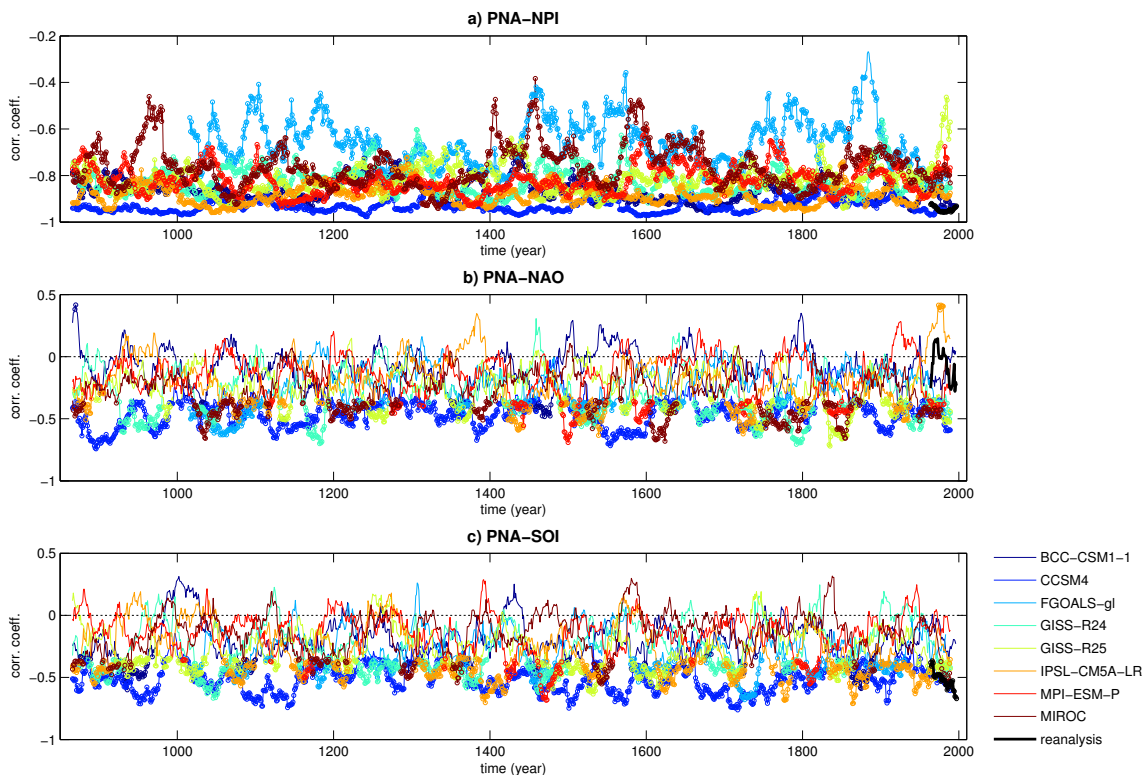 a) PNA−NPI
−0.2
−0.4
−0.6
−0.8
−1
corr. coeff.
1000 1200 1400 1600 1800 2000
time (year)
b) PNA−NAO
0.5
0
−0.5
−1
corr. coeff.
1000 1200 1400 1600 1800 2000
time (year)
c) PNA−SOI
0.5
0
−0.5
−1
corr. coeff.
1000 1200 1400 1600 1800 2000
time (year)
BCC−CSM1−1
CCSM4
FGOALS−gl
GISS−R24
GISS−R25
IPSL−CM5A−LR
MPI−ESM−P
MIROC
reanalysis